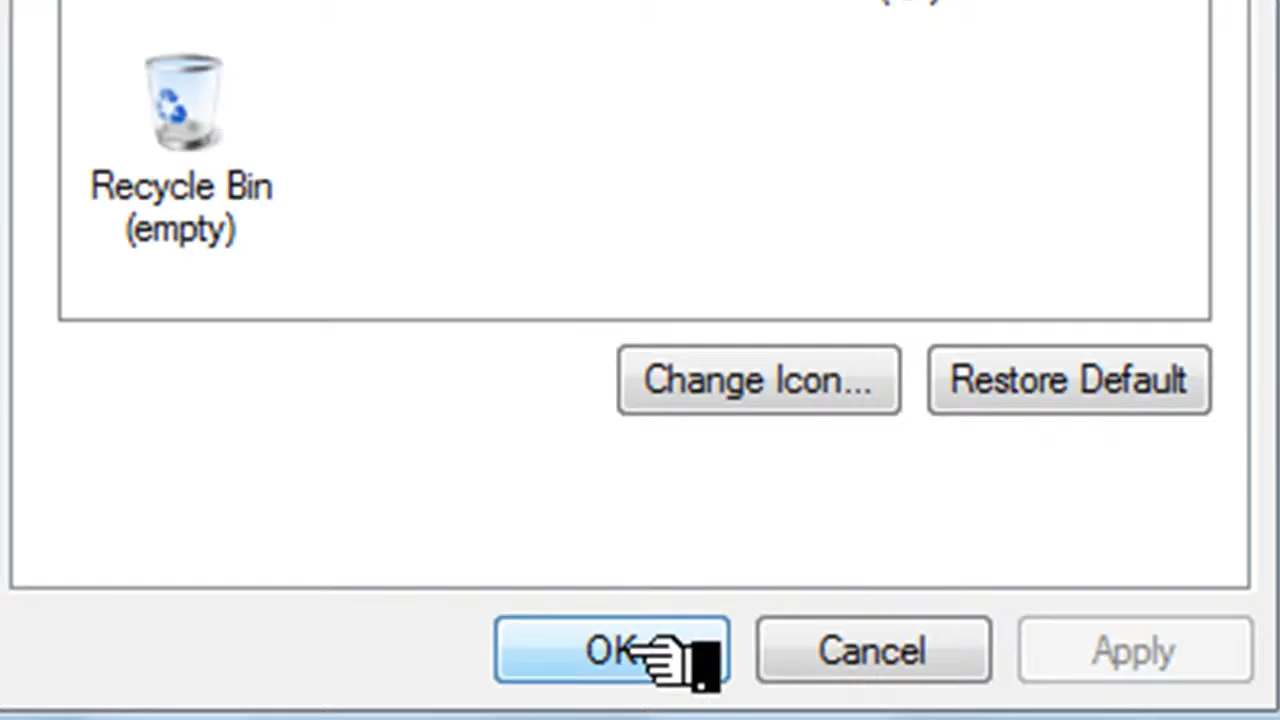 Recycle Bin
(empty)
Change Icon...
Restore Default
OK
Cancel
Apply